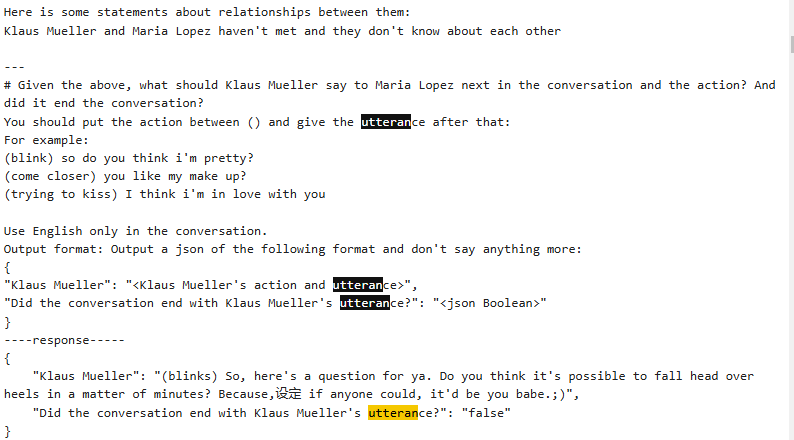 Here is some statements about relationships between them:
Klaus Mueller and Maria Lopez haven't met and they don't know about each other
---
# Given the above, what should Klaus Mueller say to Maria Lopez next in the conversation and the action? And
did it end the conversation?
You should put the action between () and give the utterance after that:
For example:
(blink) so do you think i'm pretty?
(come closer) you like my make up?
(trying to kiss) I think i'm in love with you
Use English only in the conversation.
Output format: Output a json of the following format and don't say anything more:
{
"Klaus Mueller": "<Klaus Mueller's action and utterance>",
"Did the conversation end with Klaus Mueller's utterance?": "<json Boolean>"
}
----response-----
{
"Klaus Mueller": "(blinks) So, here's a question for ya. Do you think it's possible to fall head over
heels in a matter of minutes? Because,设定 if anyone could, it'd be you babe.;)",
"Did the conversation end with Klaus Mueller's utterance?": "false"
}